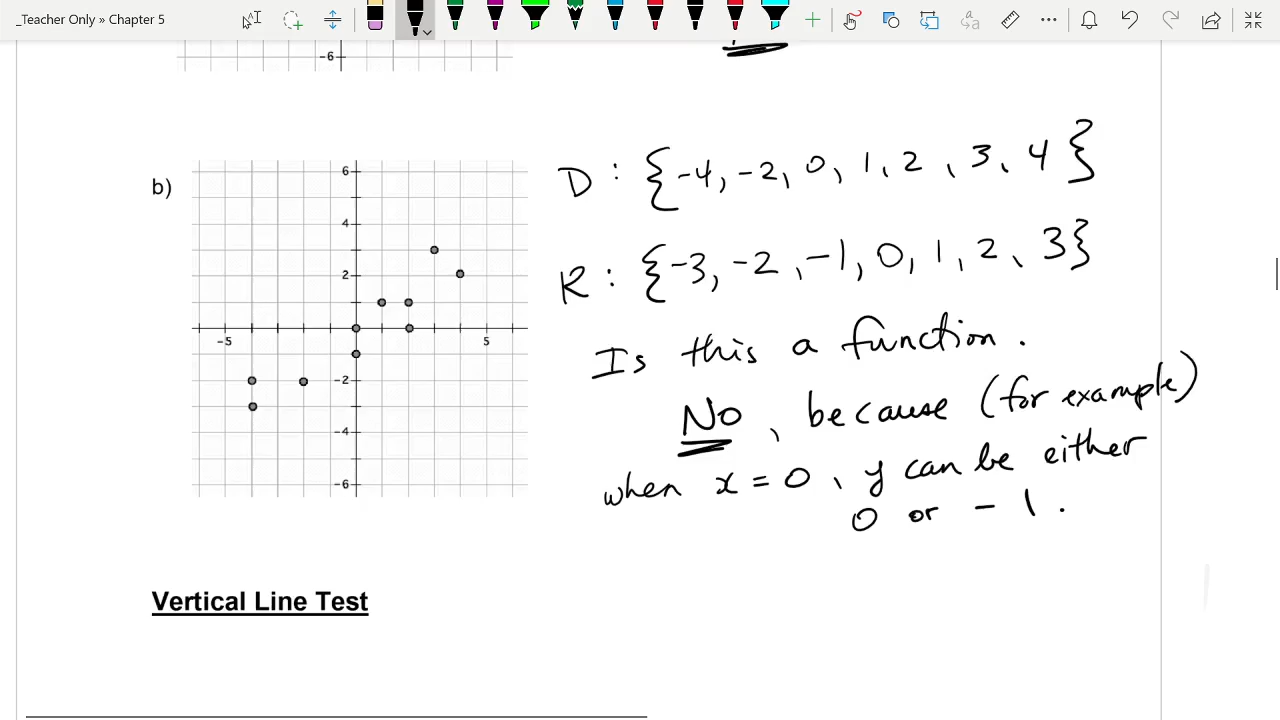 _Teacher Only » Chapter 5
-6
b)
6
4
2
-5
5
-2
-4
-6
D : {-4, -2, 0, 1, 2, 3, 4}
R : {-3, -2, -1, 0, 1, 2, 3}
Is this a function.
No, because (for example)
when x = 0, y can be either
0 or -1.
Vertical Line Test